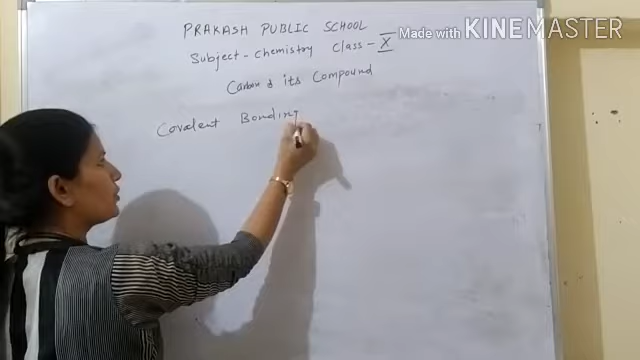 PRAKASH PUBLIC SCHOOL
Made with KINEMASTER
Subject - Chemistry Class - X
Carbon & its Compound
Covalent Bonding